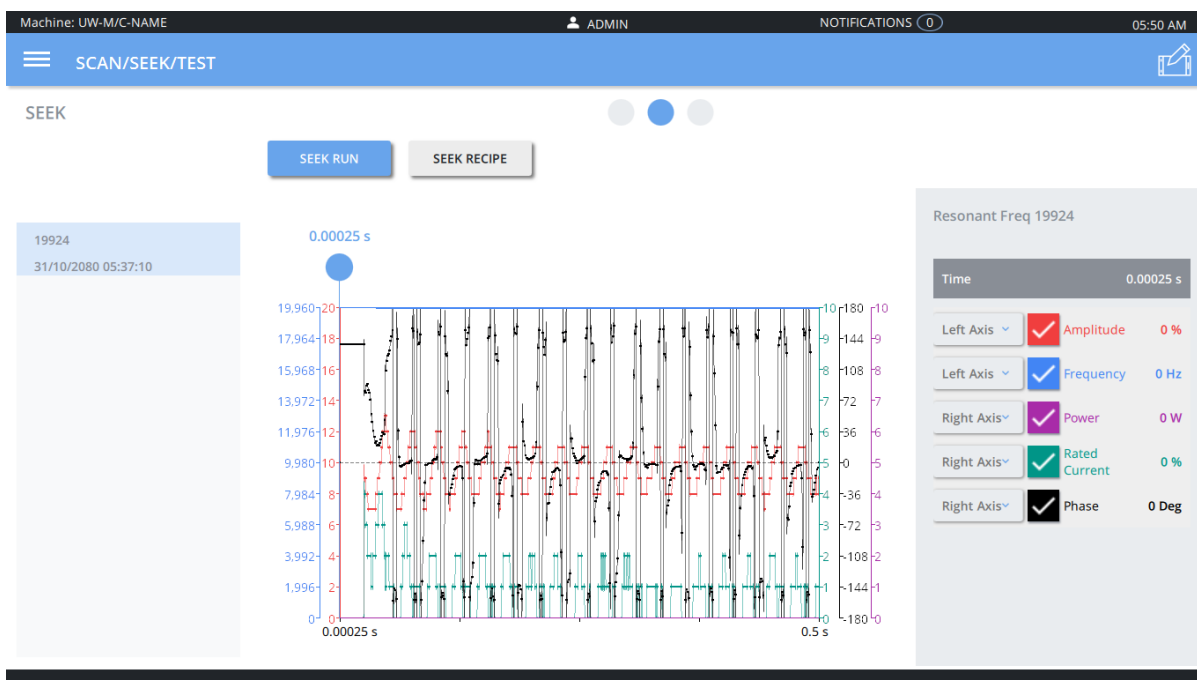 Machine: UW-M/C-NAME ADMIN NOTIFICATIONS 0 05:50 AM
SCAN/SEEK/TEST
SEEK
SEEK RUN SEEK RECIPE
19924
31/10/2080 05:37:10
0.00025 s
19,960 20 10 180 10
17,964 18 9 144 9
15,968 16 8 108 8
13,972 14 7 72 7
11,976 12 6 36 6
9,980 10 5 0 5
7,984 8 4 -36 4
5,988 6 3 -72 3
3,992 4 2 -108 2
1,996 2 1 -144 1
0 0 0 -180 0
0.00025 s 0.5 s
Resonant Freq 19924
Time 0.00025 s
Left Axis Amplitude 0 %
Left Axis Frequency 0 Hz
Right Axis Power 0 W
Right Axis Rated Current 0 %
Right Axis Phase 0 Deg